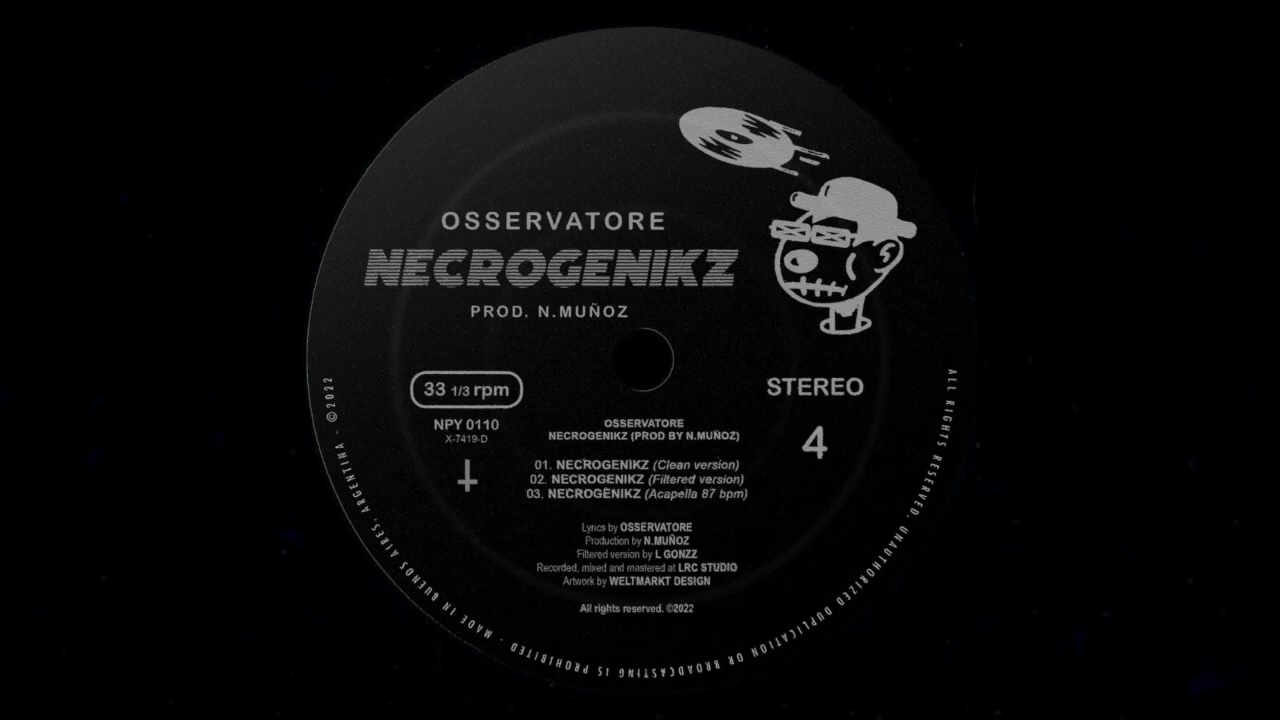 OSSERVATORE
NECROGENIKZ
PROD. N.MUÑOZ
33 1/3 rpm
STEREO
NPY 0110
X-7419-D
4
OSSERVATORE
NECROGENIKZ (PROD BY N.MUÑOZ)
01. NECROGENIKZ (Clean version)
02. NECROGENIKZ (Filtered version)
03. NECROGENIKZ (Acapella 87 bpm)
Lyrics by OSSERVATORE
Production by N.MUÑOZ
Filtered version by L GONZZ
Recorded, mixed and mastered at LRC STUDIO
Artwork by WELTMARKT DESIGN
All rights reserved. ©2022
ALL RIGHTS RESERVED. UNAUTHORIZED DUPLICATION OR BROADCASTING IS PROHIBITED - MADE IN BUENOS AIRES, ARGENTINA - ©2022